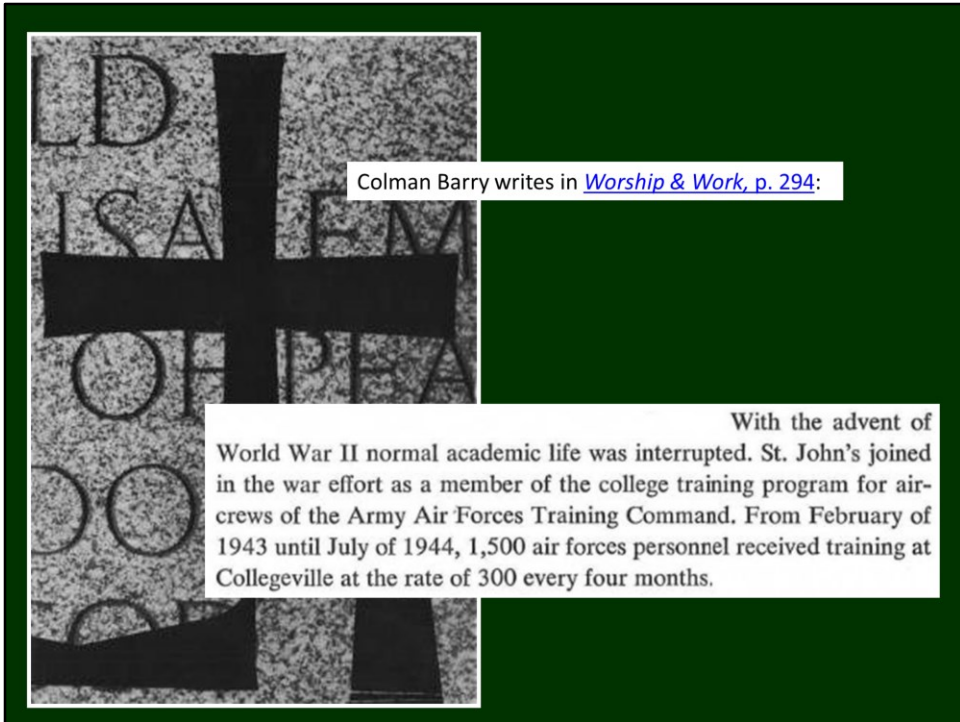 LD
ISA EM
OF PEA
Colman Barry writes in Worship & Work, p. 294:
With the advent of
World War II normal academic life was interrupted. St. John's joined
in the war effort as a member of the college training program for air-
crews of the Army Air Forces Training Command. From February of
1943 until July of 1944, 1,500 air forces personnel received training at
Collegeville at the rate of 300 every four months.
OO